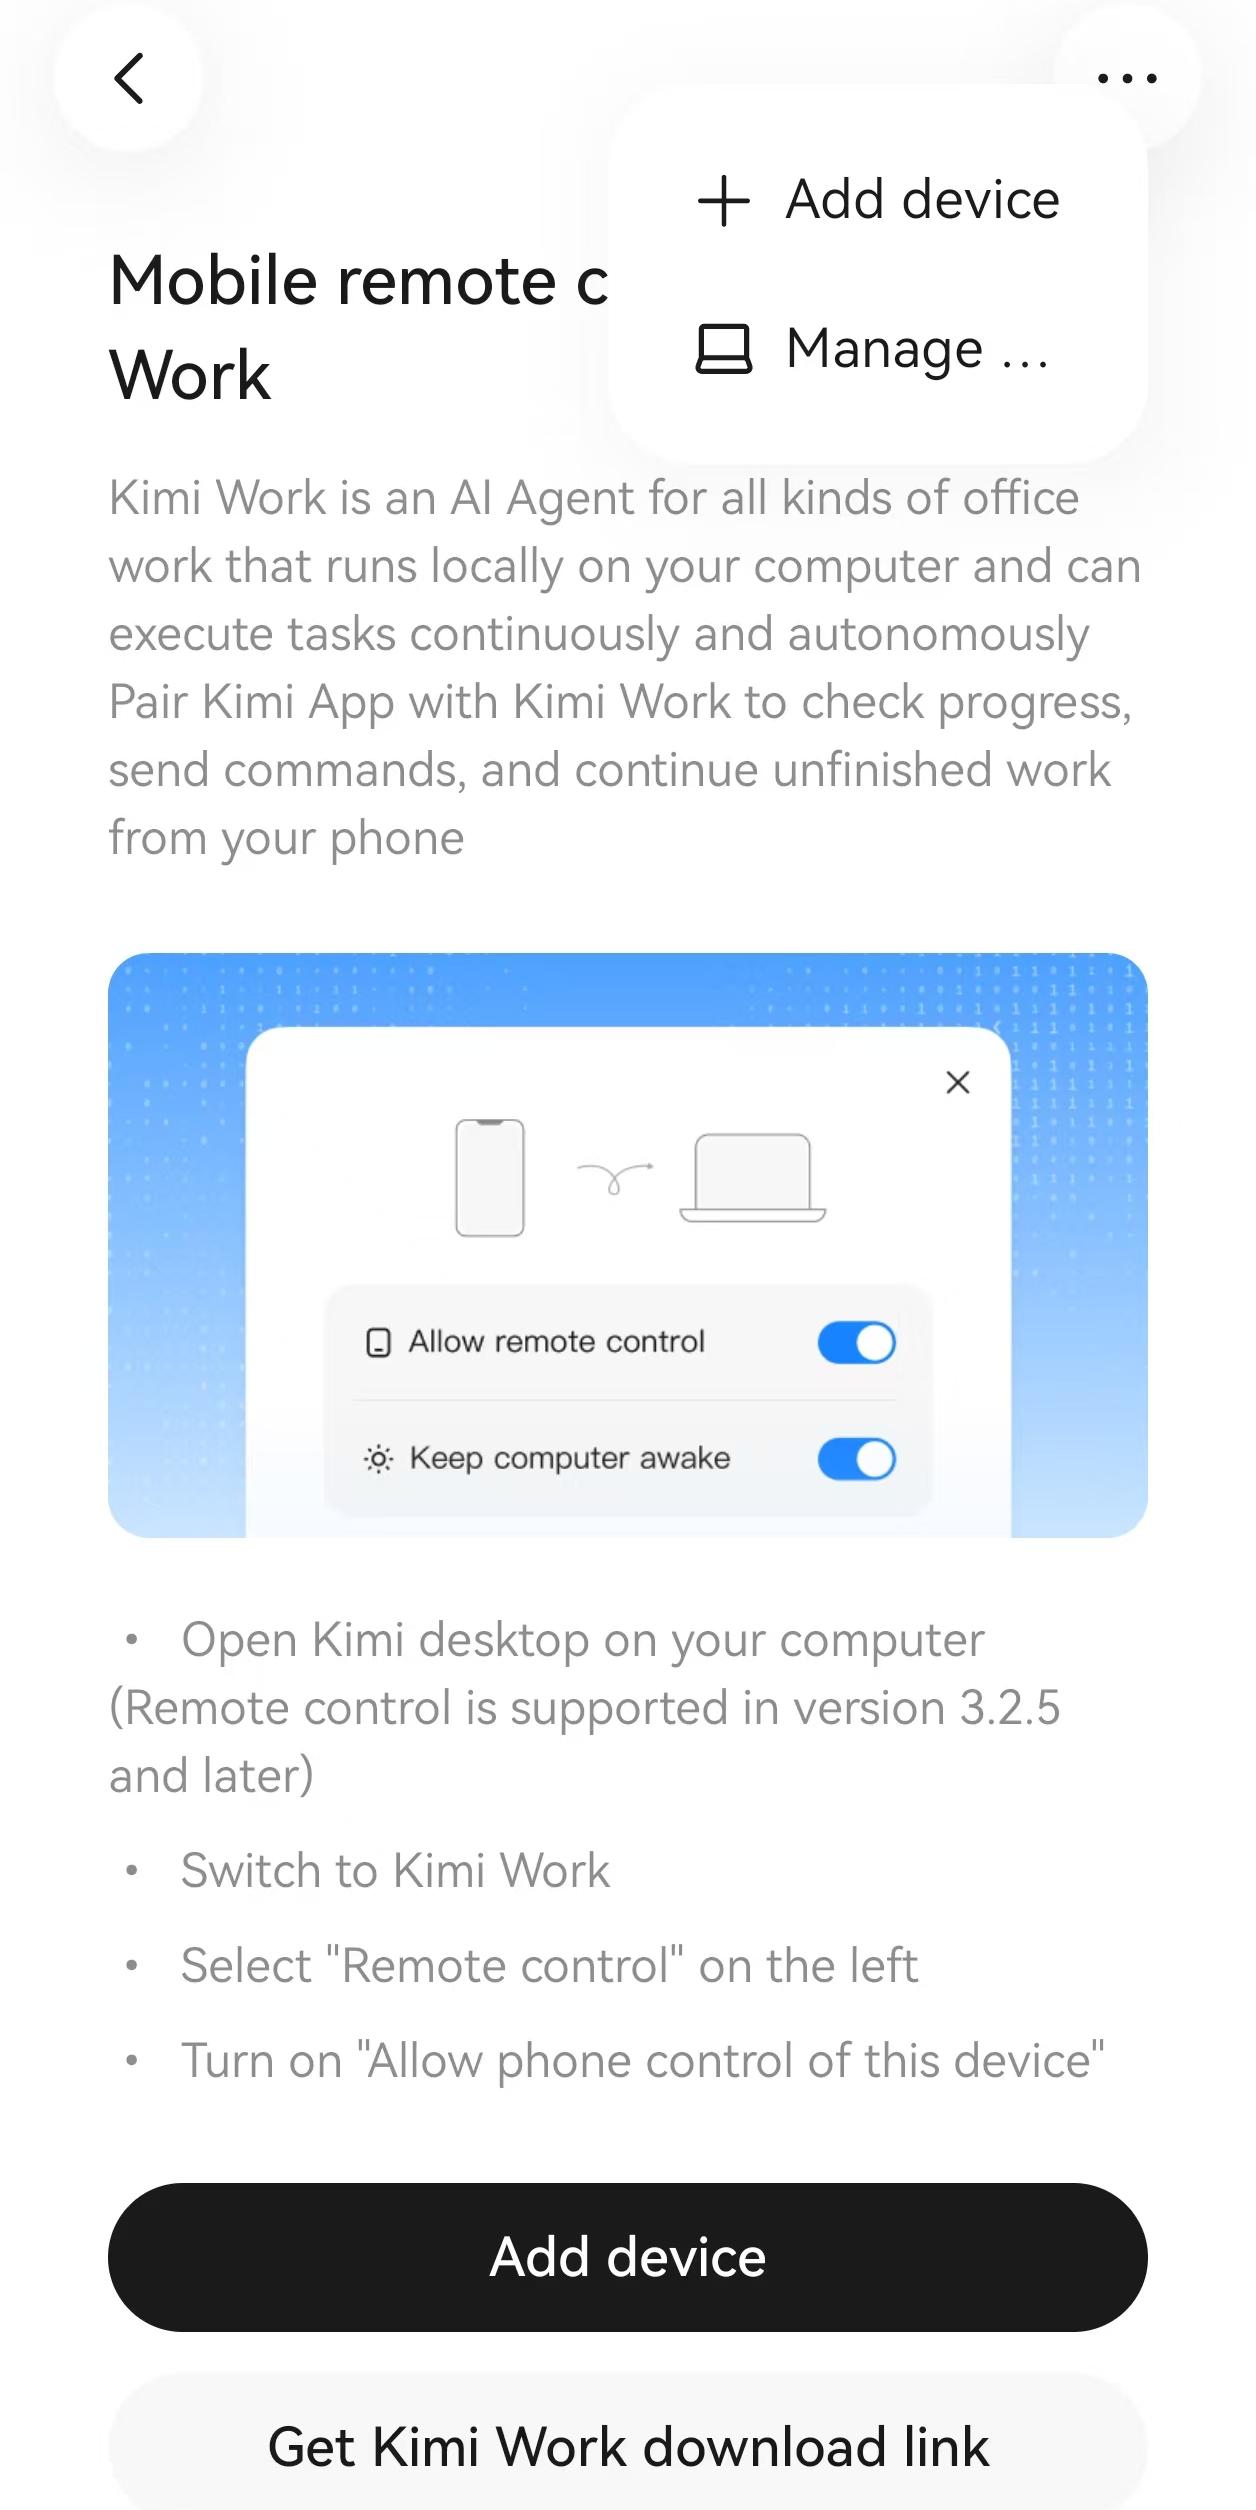 Add device
Manage ...
Mobile remote c
Work
Kimi Work is an AI Agent for all kinds of office
work that runs locally on your computer and can
execute tasks continuously and autonomously
Pair Kimi App with Kimi Work to check progress,
send commands, and continue unfinished work
from your phone
Allow remote control
Keep computer awake
• Open Kimi desktop on your computer
(Remote control is supported in version 3.2.5
and later)
• Switch to Kimi Work
• Select "Remote control" on the left
• Turn on "Allow phone control of this device"
Add device
Get Kimi Work download link